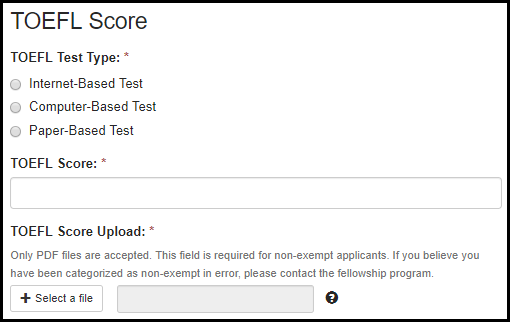 TOEFL Score
TOEFL Test Type: *
Internet-Based Test
Computer-Based Test
Paper-Based Test
TOEFL Score: *
TOEFL Score Upload: *
Only PDF files are accepted. This field is required for non-exempt applicants. If you believe you
have been categorized as non-exempt in error, please contact the fellowship program.
+ Select a file ?